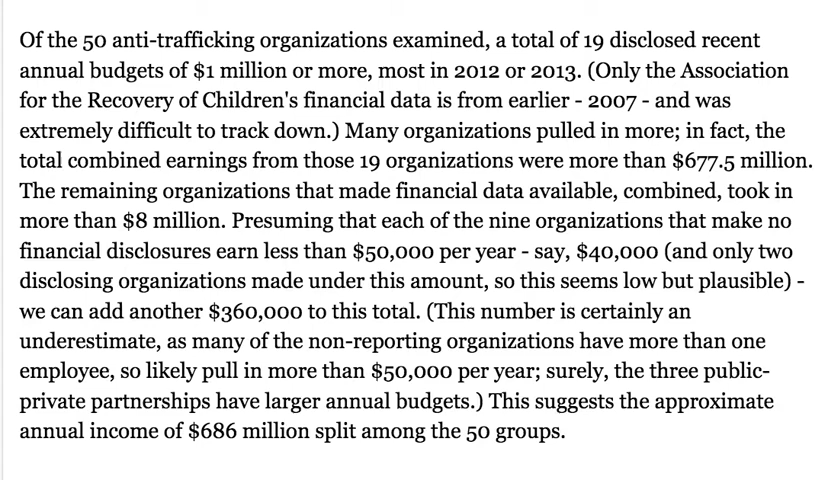 Of the 50 anti-trafficking organizations examined, a total of 19 disclosed recent
annual budgets of $1 million or more, most in 2012 or 2013. (Only the Association
for the Recovery of Children's financial data is from earlier - 2007 - and was
extremely difficult to track down.) Many organizations pulled in more; in fact, the
total combined earnings from those 19 organizations were more than $677.5 million.
The remaining organizations that made financial data available, combined, took in
more than $8 million. Presuming that each of the nine organizations that make no
financial disclosures earn less than $50,000 per year - say, $40,000 (and only two
disclosing organizations made under this amount, so this seems low but plausible) -
we can add another $360,000 to this total. (This number is certainly an
underestimate, as many of the non-reporting organizations have more than one
employee, so likely pull in more than $50,000 per year; surely, the three public-
private partnerships have larger annual budgets.) This suggests the approximate
annual income of $686 million split among the 50 groups.